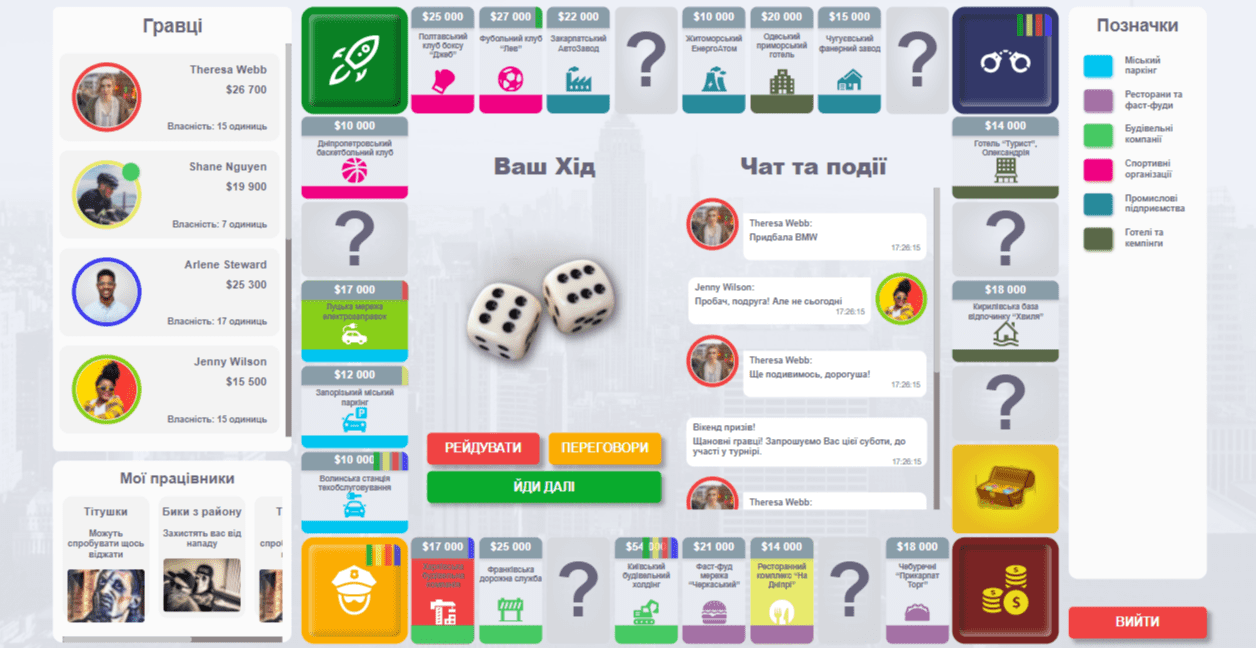 Гравці
Theresa Webb
$26 700
Власність: 15 одиниць
Shane Nguyen
$19 900
Власність: 7 одиниць
Arlene Steward
$25 300
Власність: 17 одиниць
Jenny Wilson
$15 500
Власність: 15 одиниць
Мої працівники
Тітушки
Можуть
спробувати щось
віджати
Бики з району
Захистять вас від
нападу
$25 000
Полтавський
клуб боксу
"Джеб"
$27 000
Футбольний клуб
"Лев"
$22 000
Закарпатський
АвтоЗавод
?
$10 000
Житоморський
ЕнергоАтом
$20 000
Одеський
приморський
готель
$15 000
Чугуєвський
фанерний завод
?
$10 000
Дніпропетровський
баскетбольний клуб
?
$17 000
Луцька мережа
електрозаправок
$12 000
Запорізький міський
паркінг
P
$10 000
Волинська станція
техобслуговування
Ваш Хід
РЕЙДУВАТИ
ПЕРЕГОВОРИ
ЙДИ ДАЛІ
Чат та події
Theresa Webb:
Придбала BMW
17:26:15
Jenny Wilson:
Пробач, подруга! Але не сьогодні
17:26:15
Theresa Webb:
Ще подивимось, дорогуша!
17:26:15
Вікенд призів!
Щановні гравці! Запрошуємо Вас цієї суботи, до
участі у турнірі.
17:26:15
Theresa Webb:
$14 000
Готель "Турист",
Олександрія
?
$18 000
Кирилівська база
відпочинку "Хвиля"
?
$17 000
$25 000
Франківська
дорожна служба
?
$54 000
Київський
будівельний
холдінг
$21 000
Фаст-фуд
мережа
"Черкаський"
$14 000
Ресторанний
комплекс "На
Дніпрі"
?
$18 000
Чебуречні
"Прикарпат
Торг"
Позначки
Міський
паркінг
Ресторани та
фаст-фуди
Будівельні
компанії
Спортивні
організації
Промислові
підприємства
Готелі та
кемпінги
ВИЙТИ